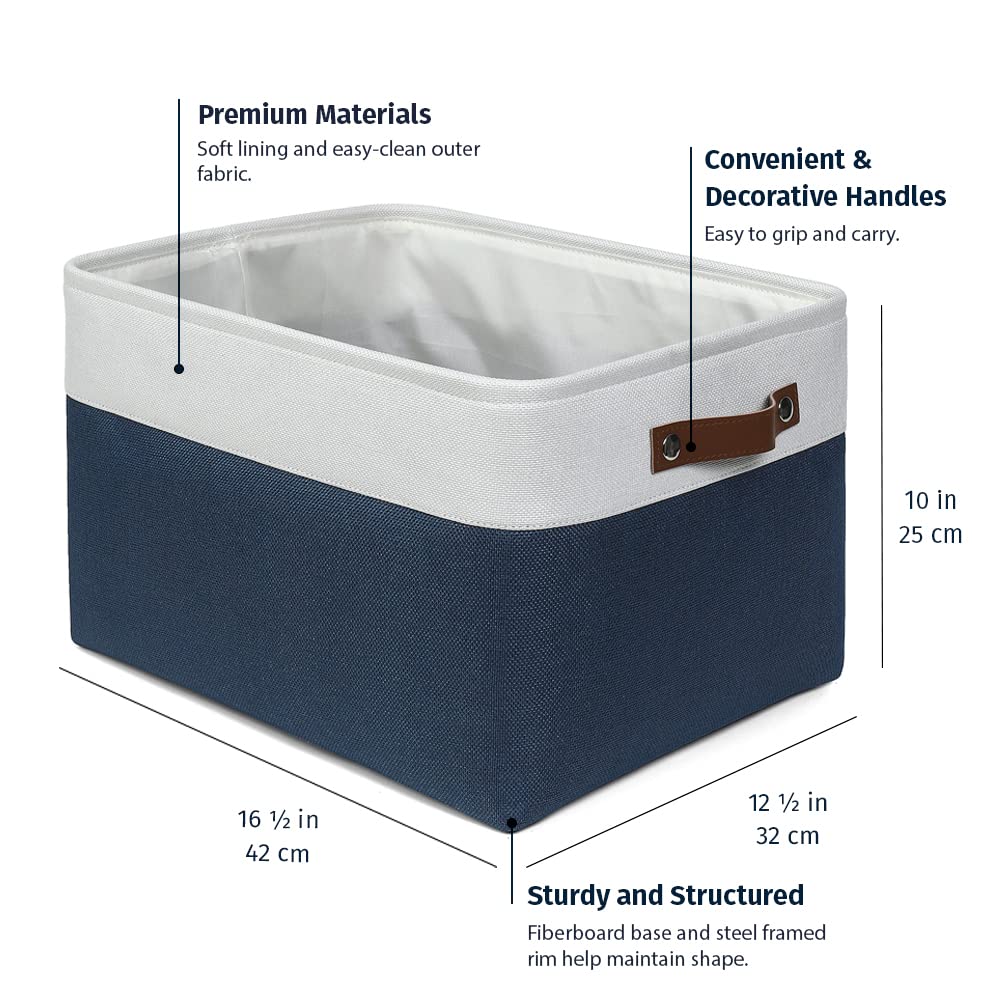 Premium Materials
Soft lining and easy-clean outer
fabric.
Convenient &
Decorative Handles
Easy to grip and carry.
10 in
25 cm
16 ½ in
42 cm
12 ½ in
32 cm
Sturdy and Structured
Fiberboard base and steel framed
rim help maintain shape.